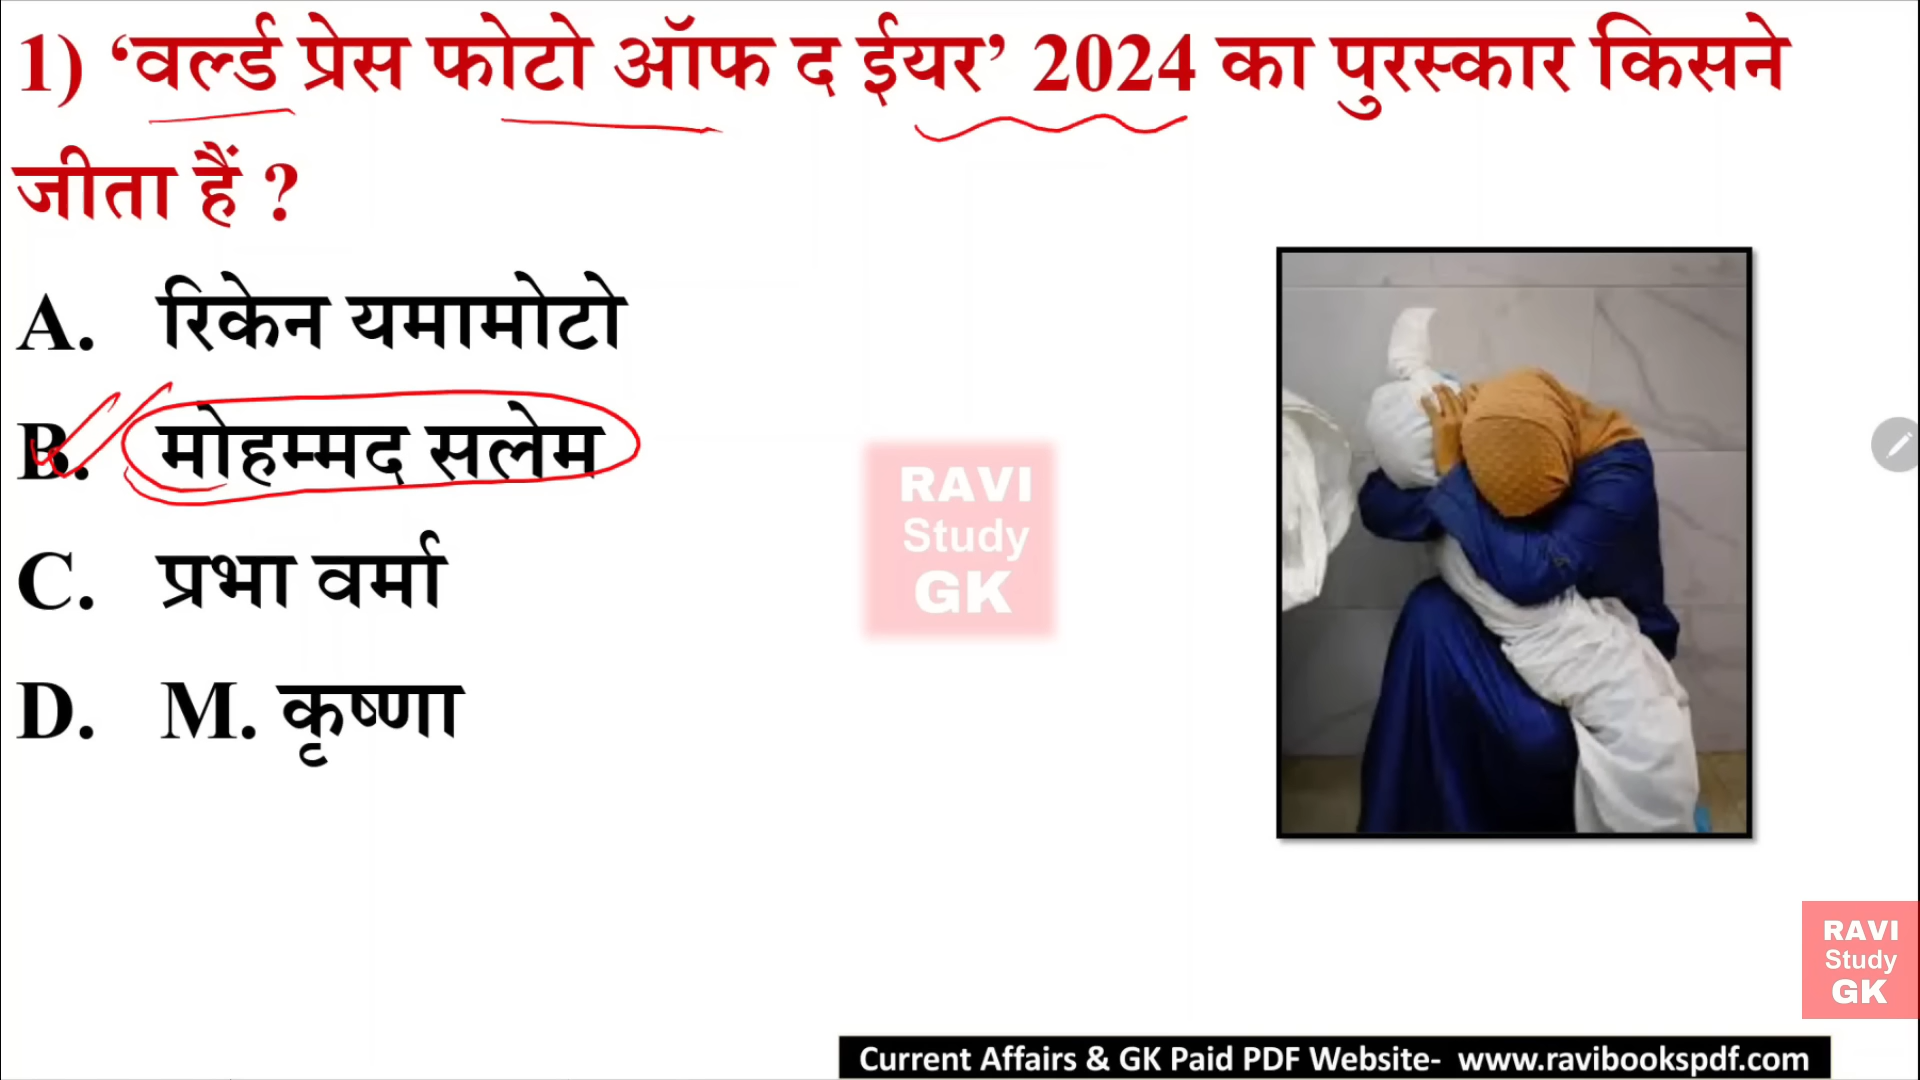 1) ‘वर्ल्ड प्रेस फोटो ऑफ द ईयर’ 2024 का पुरस्कार किसने
जीता हैं ?
A. रिकेन यमामोटो
B. मोहम्मद सलेम
C. प्रभा वर्मा
D. M. कृष्णा
RAVI
Study
GK
RAVI
Study
GK
Current Affairs & GK Paid PDF Website- www.ravibookspdf.com